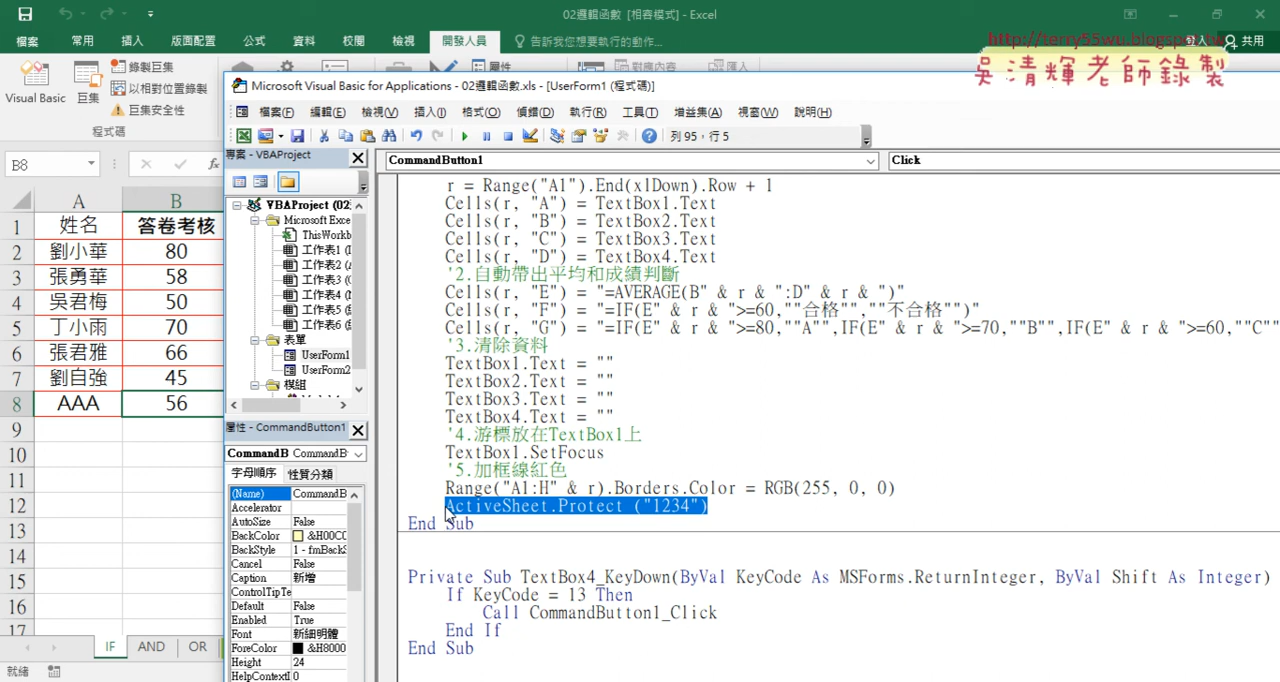 02邏輯函數 [相容模式] - Excel
http://terry55wu.blogspot.tw
吳清輝老師錄製
檔案 常用 插入 版面配置 公式 資料 校閱 檢視 開發人員 告訴我您想要執行的動作... 登入 共用
Visual Basic 巨集 錄製巨集 以相對位置錄製 巨集安全性
程式碼
屬性 對應內容 匯入
Microsoft Visual Basic for Applications - 02邏輯函數.xls - [UserForm1 (程式碼)]
檔案(F) 編輯(E) 檢視(V) 插入(I) 格式(O) 偵錯(D) 執行(R) 工具(T) 增益集(A) 視窗(W) 說明(H)
列 95，行 5
B8
專案 - VBAProject
CommandButton1 Click
A B
1 姓名 答卷考核
2 劉小華 80
3 張勇華 58
4 吳君梅 50
5 丁小雨 70
6 張君雅 66
7 劉自強 45
8 AAA 56
9
10
11
12
13
14
15
16
17
IF AND OR
就緒
VBAProject (02
Microsoft Exce
ThisWorkb
工作表1 (I
工作表2 (
工作表3 (
工作表4 (
工作表5 (
工作表6 (
表單
UserForm1
UserForm2
模組
屬性 - CommandButton1
CommandB CommandB
字母順序 性質分類
(Name) CommandB
Accelerator
AutoSize False
BackColor &H00C0
BackStyle 1 - fmBackS
Cancel False
Caption 新增
ControlTipTe
Default False
Enabled True
Font 新細明體
ForeColor &H8000
Height 24
HelpContextI 0
r = Range("A1").End(xlDown).Row + 1
Cells(r, "A") = TextBox1.Text
Cells(r, "B") = TextBox2.Text
Cells(r, "C") = TextBox3.Text
Cells(r, "D") = TextBox4.Text
'2.自動帶出平均和成績判斷
Cells(r, "E") = "=AVERAGE(B" & r & ":D" & r & ")"
Cells(r, "F") = "=IF(E" & r & ">=60,""合格"",""不合格"")"
Cells(r, "G") = "=IF(E" & r & ">=80,""A"",IF(E" & r & ">=70,""B"",IF(E" & r & ">=60,""C""
'3.清除資料
TextBox1.Text = ""
TextBox2.Text = ""
TextBox3.Text = ""
TextBox4.Text = ""
'4.游標放在TextBox1上
TextBox1.SetFocus
'5.加框線紅色
Range("A1:H" & r).Borders.Color = RGB(255, 0, 0)
ActiveSheet.Protect ("1234")
End Sub
Private Sub TextBox4_KeyDown(ByVal KeyCode As MSForms.ReturnInteger, ByVal Shift As Integer)
If KeyCode = 13 Then
Call CommandButton1_Click
End If
End Sub